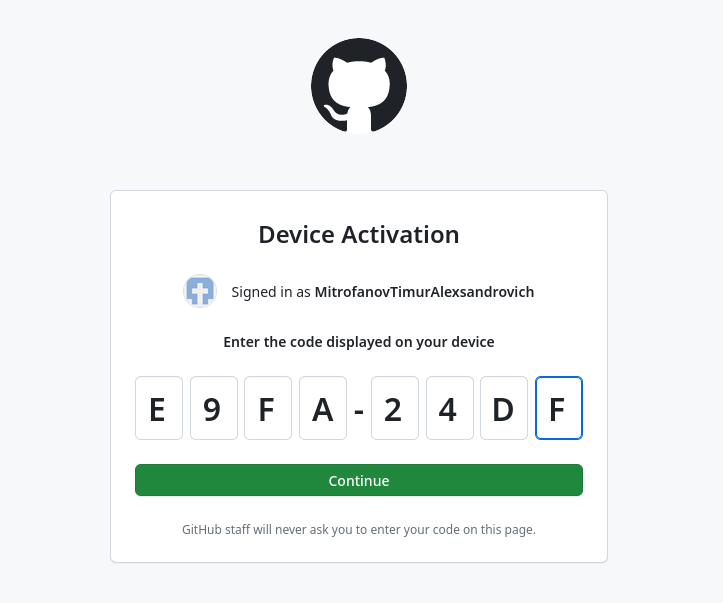 Device Activation
Signed in as MitrofanovTimurAlexsandrovich
Enter the code displayed on your device
E 9 F A - 2 4 D F
Continue
GitHub staff will never ask you to enter your code on this page.